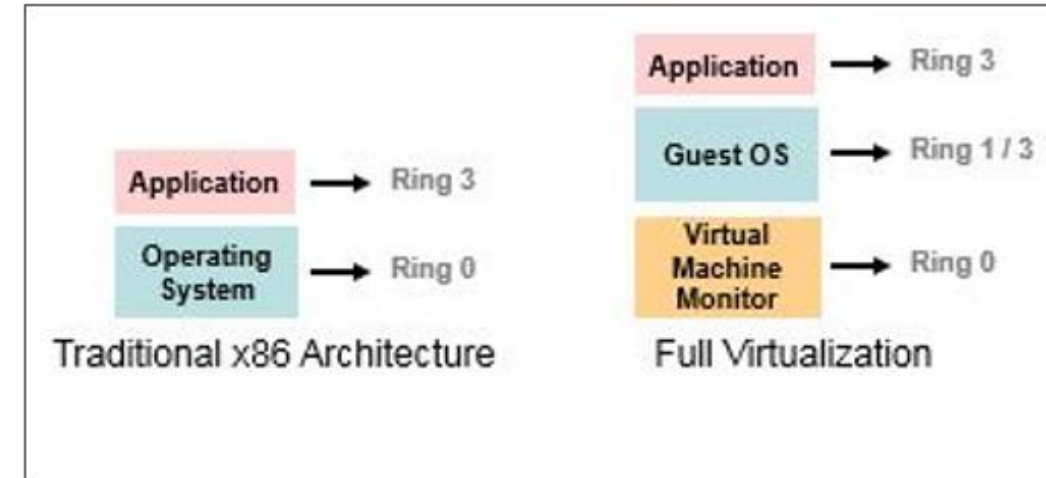 Application
Ring 3
Operating
System
Ring 0
Traditional x86 Architecture
Application
Ring 3
Guest OS
Ring 1 / 3
Virtual
Machine
Monitor
Ring 0
Full Virtualization